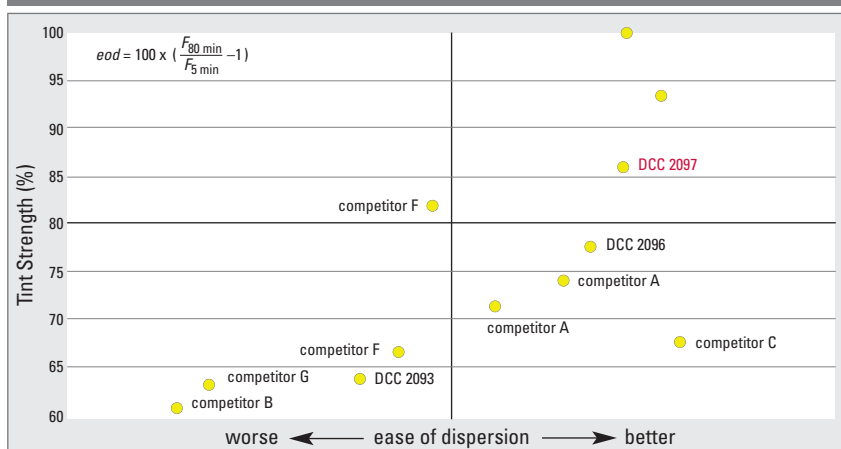 100
eod = 100 x ( F80 min / F5 min –1 )
95
90
DCC 2097
85
competitor F
80
DCC 2096
75
competitor A
competitor A
70
competitor F
competitor C
65
competitor G
DCC 2093
competitor B
60
Tint Strength (%)
worse ease of dispersion better